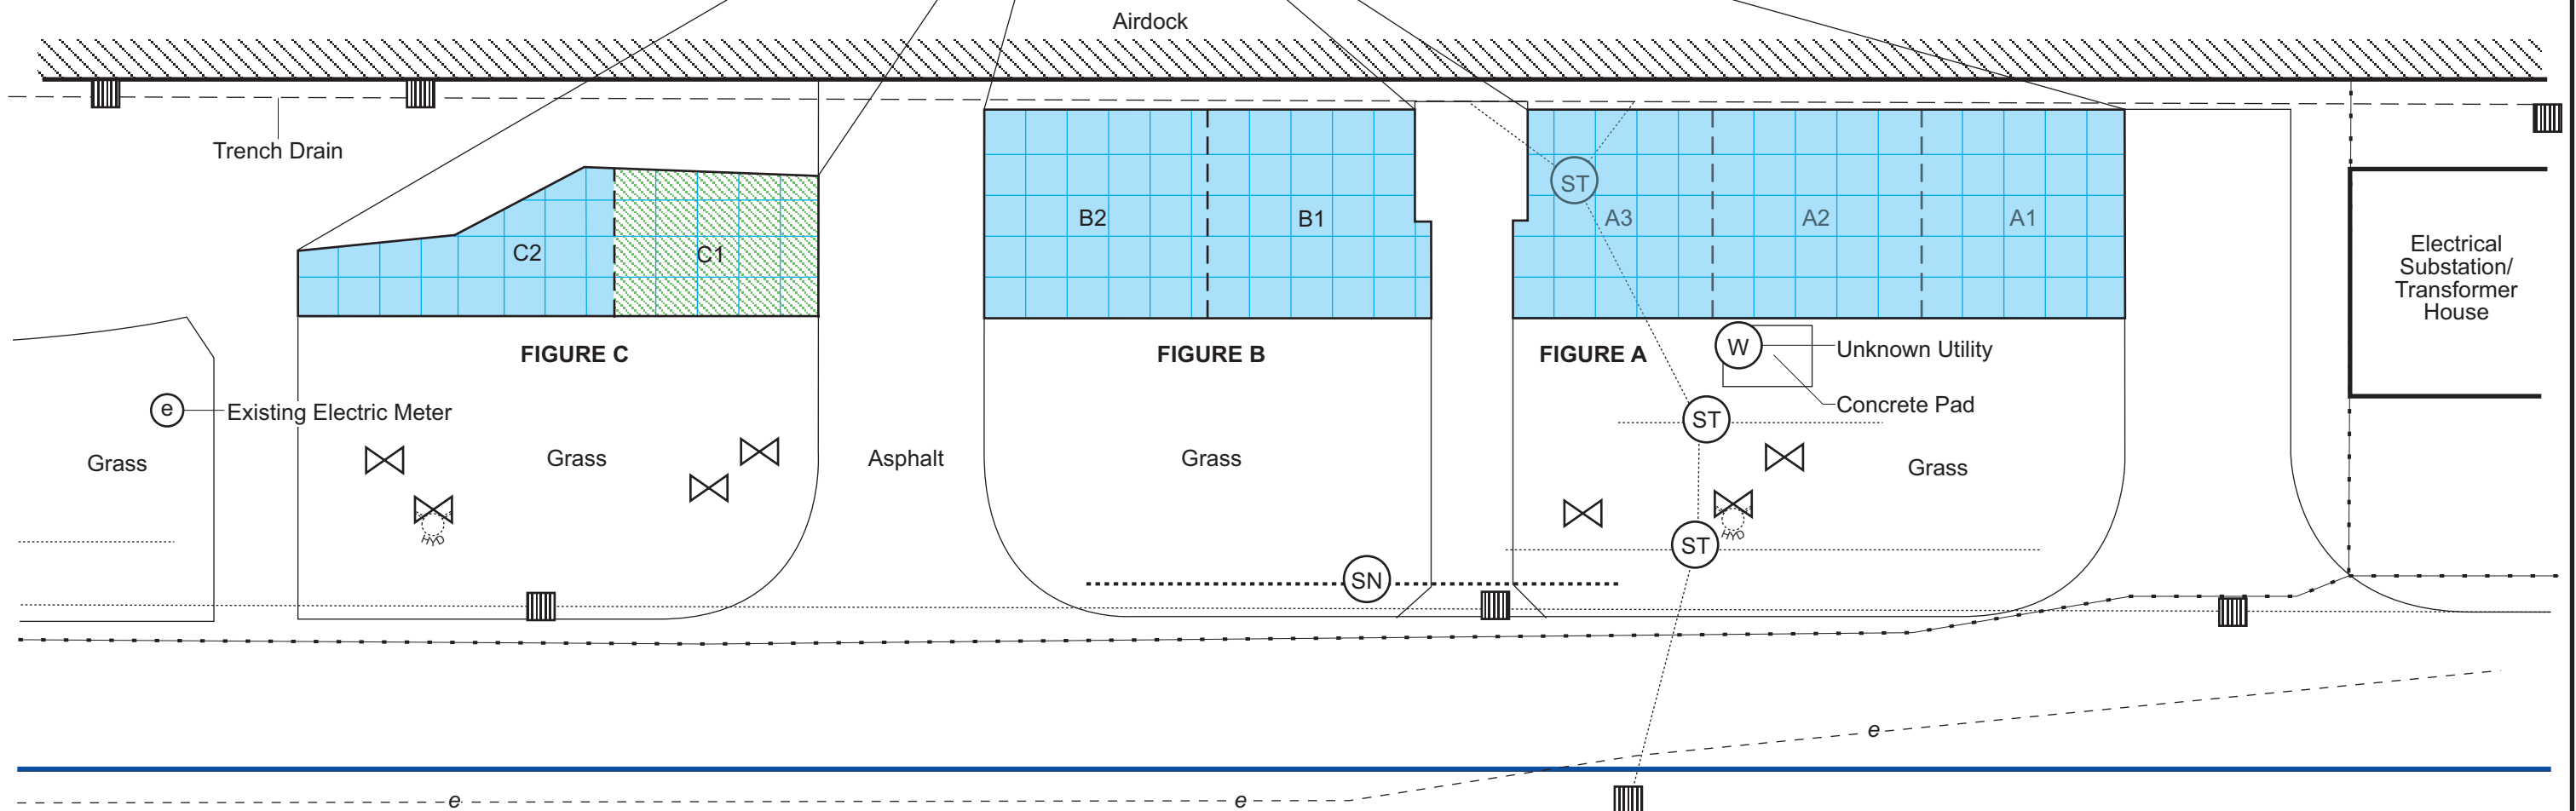 Airdock
Trench Drain
ST
B2
B1
A3
A2
A1
C2
C1
Electrical
Substation/
Transformer
House
FIGURE C
FIGURE B
FIGURE A
W
Unknown Utility
e
Existing Electric Meter
Concrete Pad
ST
Grass
Grass
Asphalt
Grass
Grass
HYD
HYD
ST
SN
e
e
e